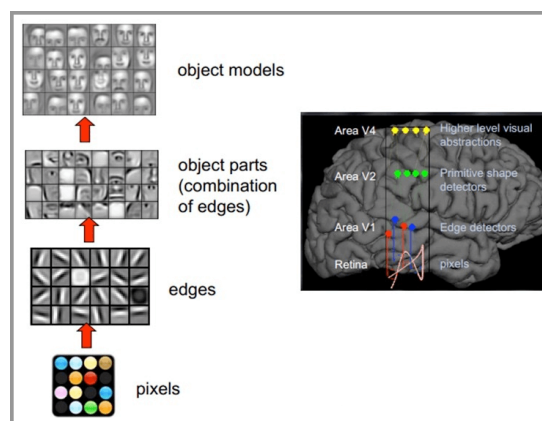 object models
object parts
(combination
of edges)
edges
pixels
Area V4
Higher level visual
abstractions
Area V2
Primitive shape
detectors
Area V1
Edge detectors
Retina
pixels